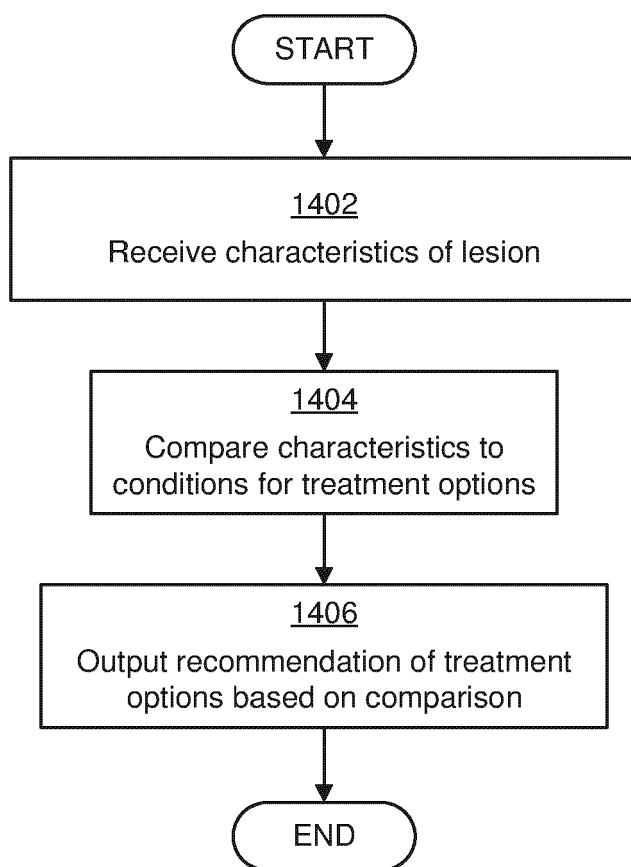 START
1402
Receive characteristics of lesion
1404
Compare characteristics to
conditions for treatment options
1406
Output recommendation of treatment
options based on comparison
END